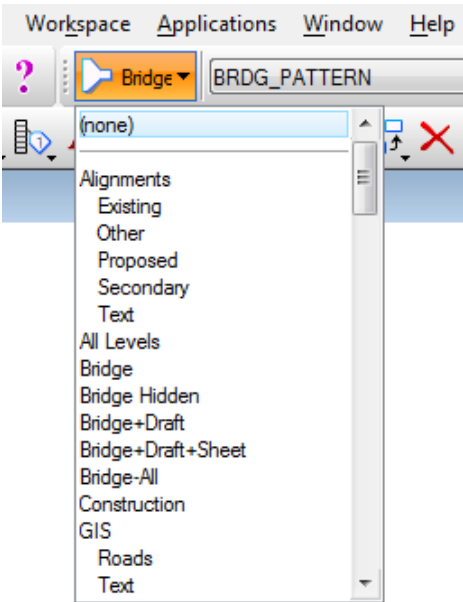 Workspace Applications Window Help
? Bridge BRDG_PATTERN
1
(none)
Alignments
Existing
Other
Proposed
Secondary
Text
All Levels
Bridge
Bridge Hidden
Bridge+Draft
Bridge+Draft+Sheet
Bridge-All
Construction
GIS
Roads
Text